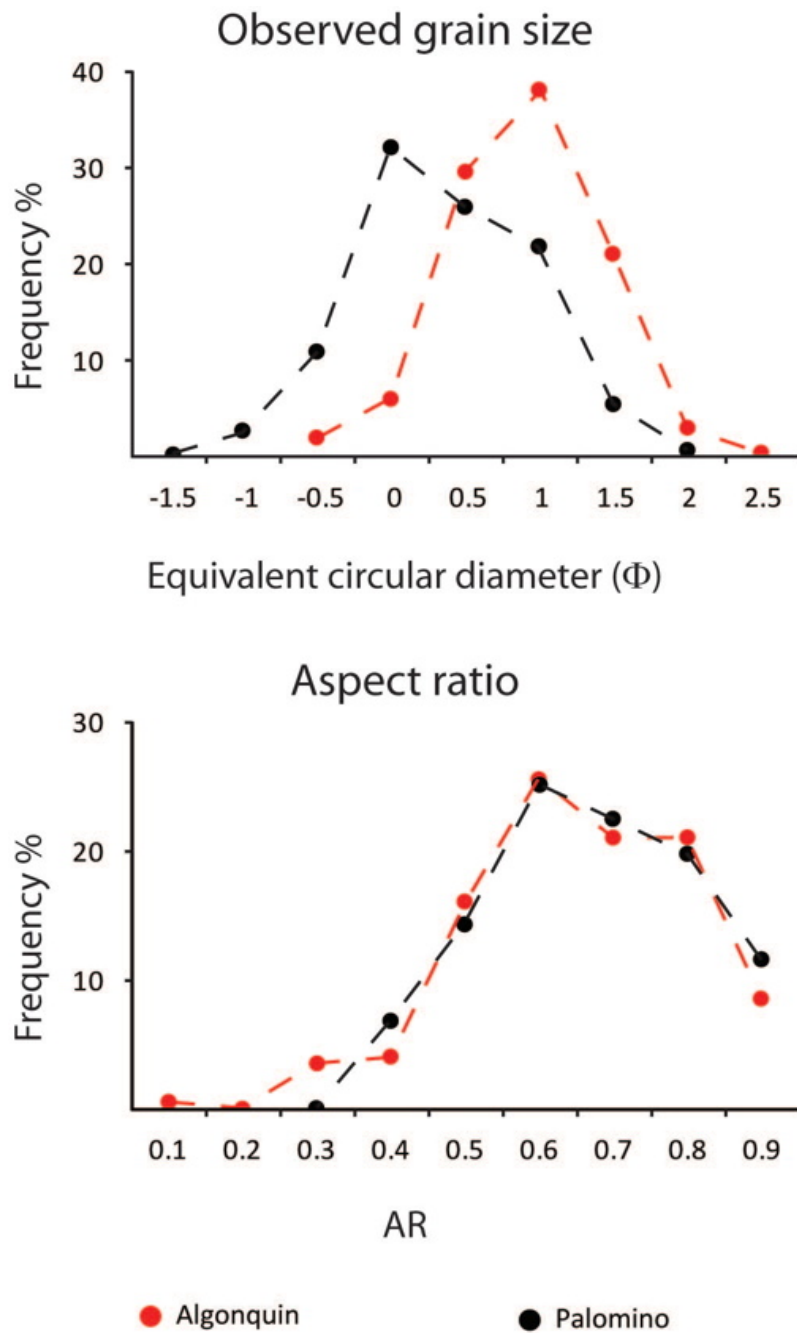 Observed grain size
40
30
20
10
Frequency %
-1.5 -1 -0.5 0 0.5 1 1.5 2 2.5
Equivalent circular diameter (Φ)
Aspect ratio
30
20
10
Frequency %
0.1 0.2 0.3 0.4 0.5 0.6 0.7 0.8 0.9
AR
Algonquin Palomino